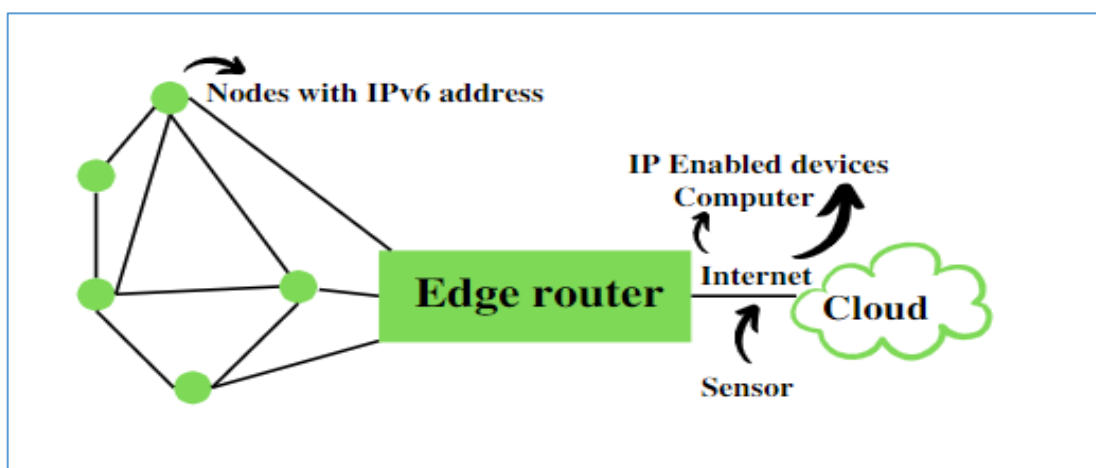 Nodes with IPv6 address
IP Enabled devices
Computer
Internet
Edge router
Cloud
Sensor